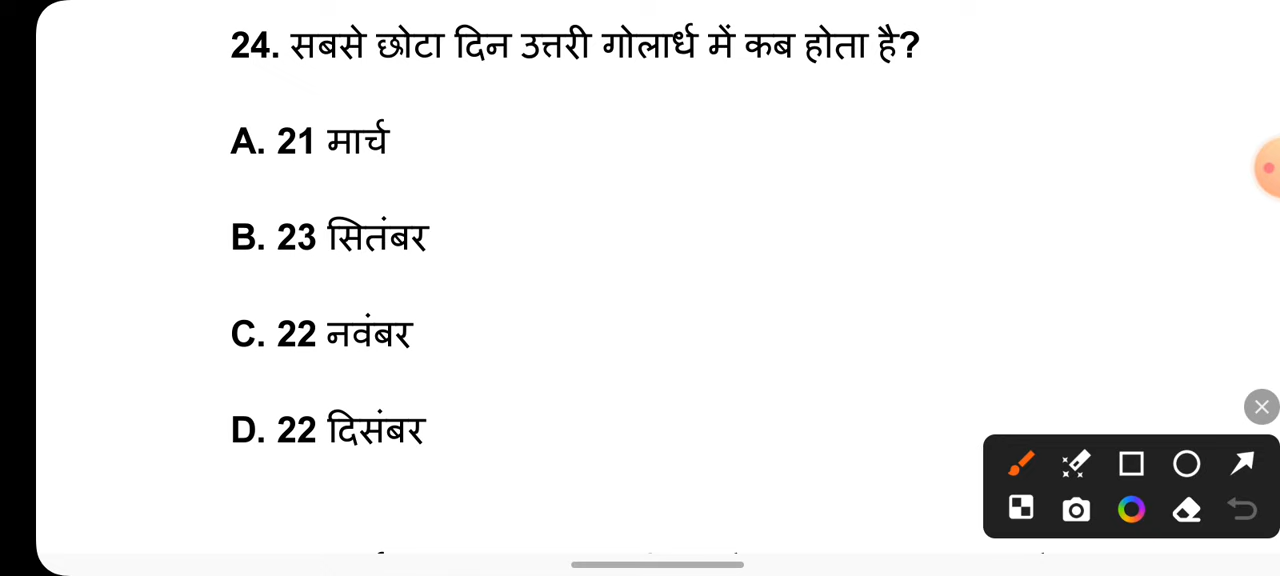 24. सबसे छोटा दिन उत्तरी गोलार्ध में कब होता है?
A. 21 मार्च
B. 23 सितंबर
C. 22 नवंबर
D. 22 दिसंबर